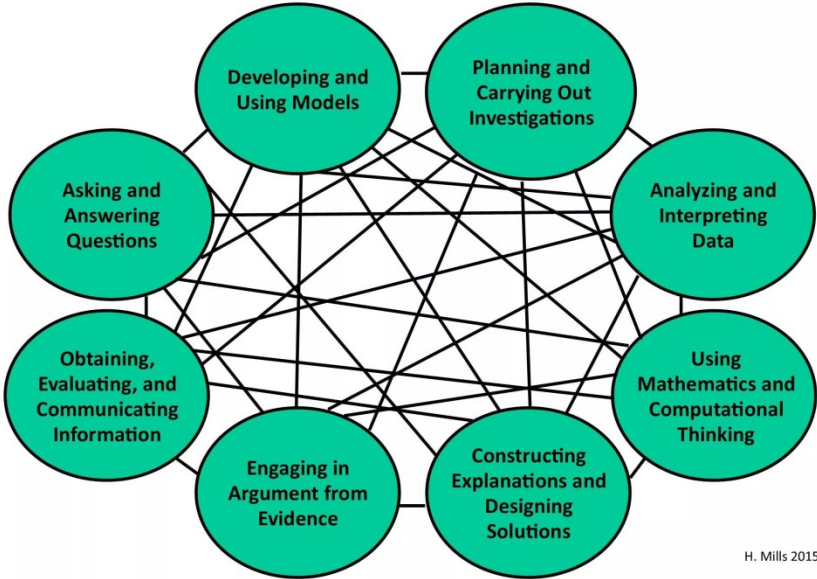 Developing and
Using Models
Planning and
Carrying Out
Investigations
Asking and
Answering
Questions
Analyzing and
Interpreting
Data
Obtaining,
Evaluating, and
Communicating
Information
Using
Mathematics and
Computational
Thinking
Engaging in
Argument from
Evidence
Constructing
Explanations and
Designing
Solutions
H. Mills 2015